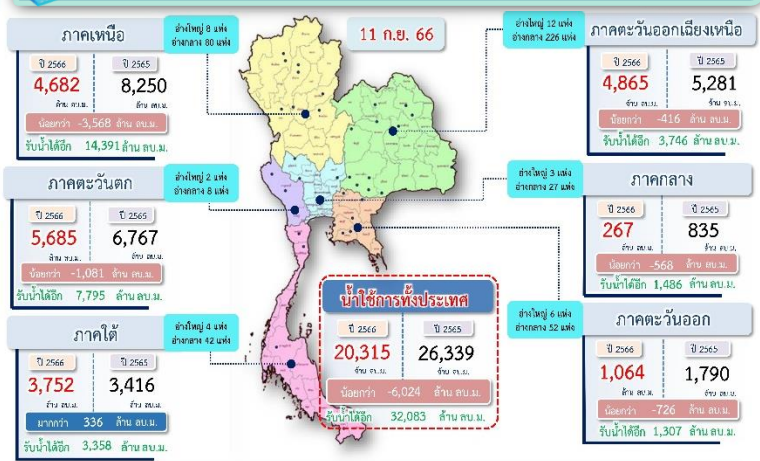 ภาคเหนือ
ปี 2566 ปี 2565
4,682 8,250
ล้าน ลบ.ม. ล้าน ลบ.ม.
น้อยกว่า -3,568 ล้าน ลบ.ม.
รับน้ำได้อีก 14,391 ล้าน ลบ.ม.
อ่างใหญ่ 8 แห่ง
อ่างกลาง 80 แห่ง
11 ก.ย. 66
อ่างใหญ่ 12 แห่ง
อ่างกลาง 226 แห่ง
ภาคตะวันออกเฉียงเหนือ
ปี 2566 ปี 2565
4,865 5,281
ล้าน ลบ.ม. ล้าน ลบ.ม.
น้อยกว่า -416 ล้าน ลบ.ม.
รับน้ำได้อีก 3,746 ล้าน ลบ.ม.
ภาคตะวันตก
ปี 2566 ปี 2565
5,685 6,767
ล้าน ลบ.ม. ล้าน ลบ.ม.
น้อยกว่า -1,081 ล้าน ลบ.ม.
รับน้ำได้อีก 7,795 ล้าน ลบ.ม.
อ่างใหญ่ 2 แห่ง
อ่างกลาง 8 แห่ง
อ่างใหญ่ 3 แห่ง
อ่างกลาง 27 แห่ง
ภาคกลาง
ปี 2566 ปี 2565
267 835
ล้าน ลบ.ม. ล้าน ลบ.ม.
น้อยกว่า -568 ล้าน ลบ.ม.
รับน้ำได้อีก 1,486 ล้าน ลบ.ม.
ภาคใต้
ปี 2566 ปี 2565
3,752 3,416
ล้าน ลบ.ม. ล้าน ลบ.ม.
มากกว่า 336 ล้าน ลบ.ม.
รับน้ำได้อีก 3,358 ล้าน ลบ.ม.
อ่างใหญ่ 4 แห่ง
อ่างกลาง 42 แห่ง
น้ำใช้การทั้งประเทศ
ปี 2566 ปี 2565
20,315 26,339
ล้าน ลบ.ม. ล้าน ลบ.ม.
น้อยกว่า -6,024 ล้าน ลบ.ม.
รับน้ำได้อีก 32,083 ล้าน ลบ.ม.
อ่างใหญ่ 6 แห่ง
อ่างกลาง 52 แห่ง
ภาคตะวันออก
ปี 2566 ปี 2565
1,064 1,790
ล้าน ลบ.ม. ล้าน ลบ.ม.
น้อยกว่า -726 ล้าน ลบ.ม.
รับน้ำได้อีก 1,307 ล้าน ลบ.ม.